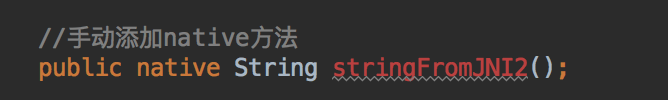 //手动添加native方法
public native String stringFromJNI2();